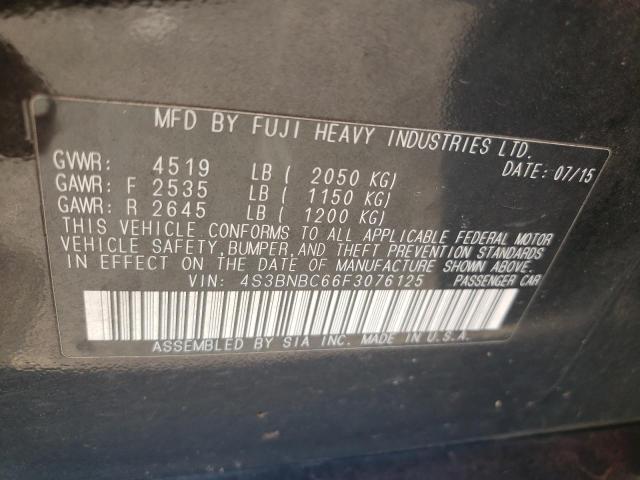 MFD BY FUJI HEAVY INDUSTRIES LTD.
GVWR: 4519 LB ( 2050 KG) DATE: 07/15
GAWR: F 2535 LB ( 1150 KG)
GAWR: R 2645 LB ( 1200 KG)
THIS VEHICLE CONFORMS TO ALL APPLICABLE FEDERAL MOTOR
VEHICLE SAFETY, BUMPER, AND THEFT PREVENTION STANDARDS
IN EFFECT ON THE DATE OF MANUFACTURE SHOWN ABOVE.
VIN: 4S3BNBC66F3076125 PASSENGER CAR
ASSEMBLED BY SIA INC. MADE IN U.S.A.